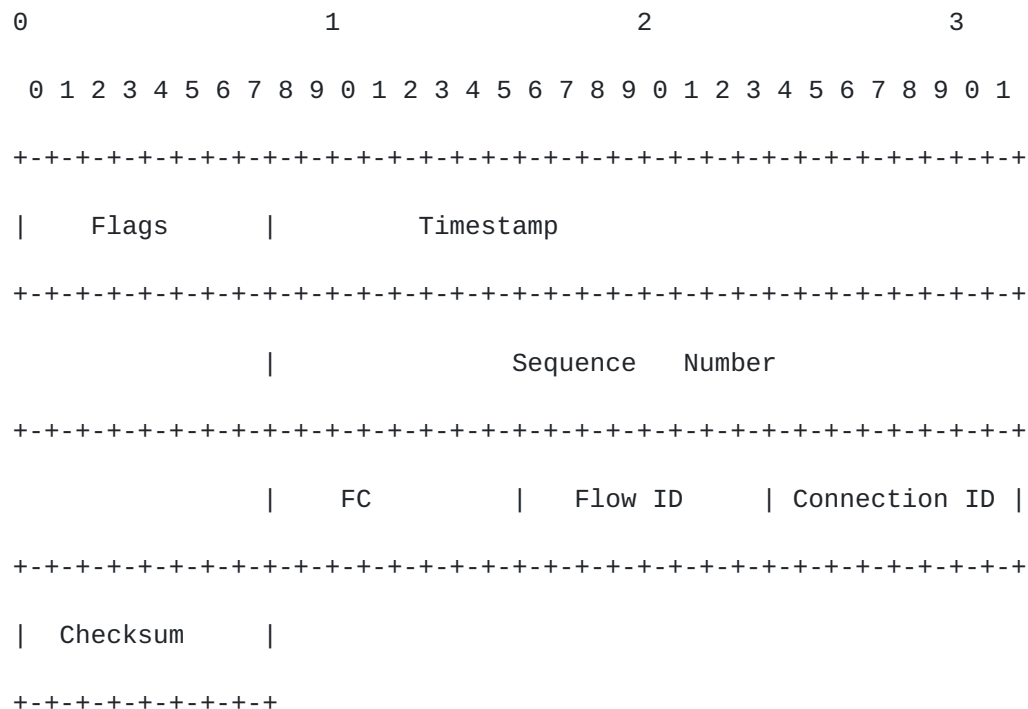 0                   1                   2                   3
 0 1 2 3 4 5 6 7 8 9 0 1 2 3 4 5 6 7 8 9 0 1 2 3 4 5 6 7 8 9 0 1
+-+-+-+-+-+-+-+-+-+-+-+-+-+-+-+-+-+-+-+-+-+-+-+-+-+-+-+-+-+-+-+-+
|    Flags      |         Timestamp
+-+-+-+-+-+-+-+-+-+-+-+-+-+-+-+-+-+-+-+-+-+-+-+-+-+-+-+-+-+-+-+-+
                |               Sequence   Number
+-+-+-+-+-+-+-+-+-+-+-+-+-+-+-+-+-+-+-+-+-+-+-+-+-+-+-+-+-+-+-+-+
                |    FC         |   Flow ID     | Connection ID |
+-+-+-+-+-+-+-+-+-+-+-+-+-+-+-+-+-+-+-+-+-+-+-+-+-+-+-+-+-+-+-+-+
|  Checksum     |
+-+-+-+-+-+-+-+-+